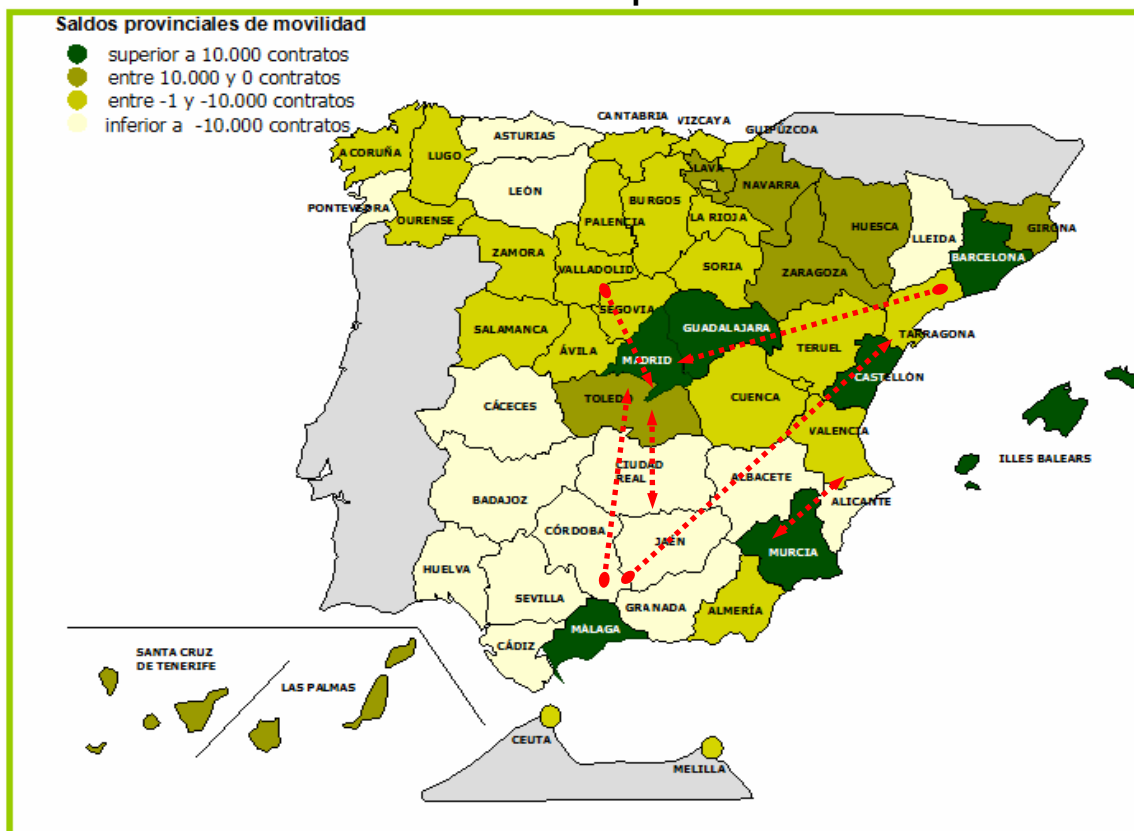 Saldos provinciales de movilidad
superior a 10.000 contratos
entre 10.000 y 0 contratos
entre -1 y -10.000 contratos
inferior a -10.000 contratos
CANTABRIA
VIZCAYA
GUIPÚZCOA
ASTURIAS
A CORUÑA
LUGO
LEÓN
ALAVA
NAVARRA
PONTEVEDRA
OURENSE
PALENCIA
BURGOS
LA RIOJA
HUESCA
LLEIDA
GIRONA
BARCELONA
ZAMORA
VALLADOLID
SORIA
ZARAGOZA
SEGOVIA
SALAMANCA
ÁVILA
MADRID
GUADALAJARA
TERUEL
TARRAGONA
CASTELLÓN
CÁCECES
TOLEDO
CUENCA
VALENCIA
ILLES BALEARS
BADAJOZ
CIUDAD
REAL
ALBACETE
ALICANTE
CÓRDOBA
JAÉN
MURCIA
HUELVA
SEVILLA
GRANADA
ALMERÍA
MÀLAGA
CÁDIZ
SANTA CRUZ
DE TENERIFE
LAS PALMAS
CEUTA
MELILLA